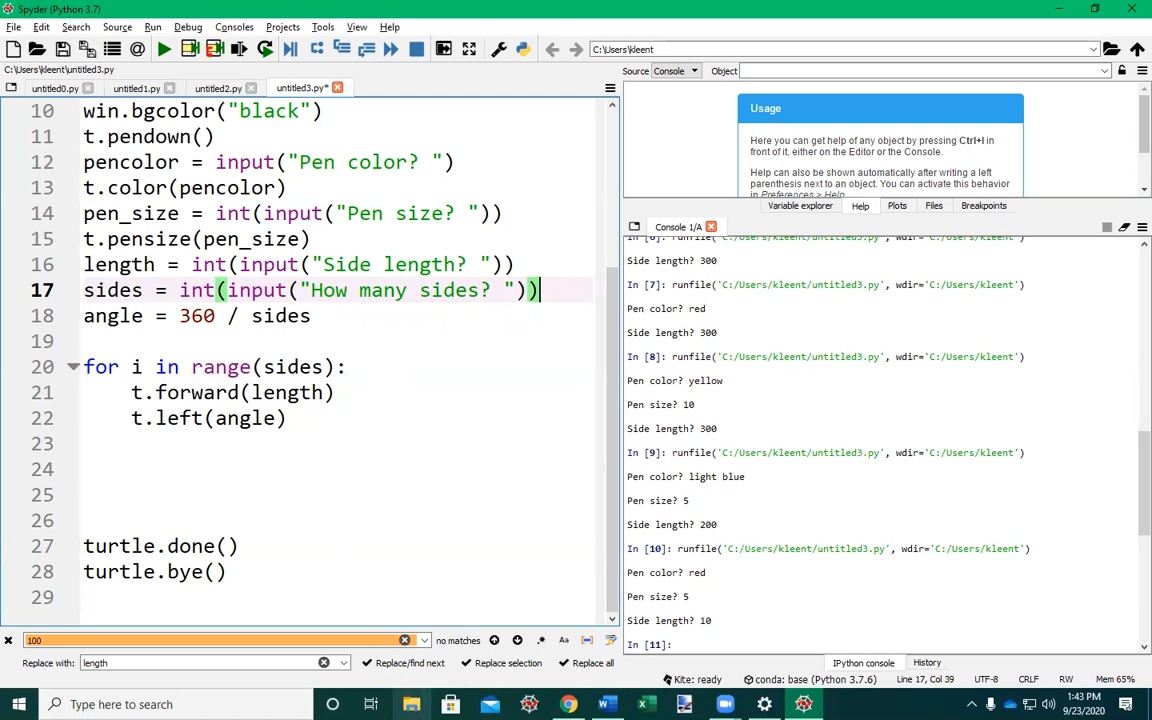 Spyder (Python 3.7)
File Edit Search Source Run Debug Consoles Projects Tools View Help
C:\Users\kleent
C:\Users\kleent\untitled3.py
Source Console Object
untitled0.py untitled1.py untitled2.py untitled3.py*
10 win.bgcolor("black")
11 t.pendown()
12 pencolor = input("Pen color? ")
13 t.color(pencolor)
14 pen_size = int(input("Pen size? "))
15 t.pensize(pen_size)
16 length = int(input("Side length? "))
17 sides = int(input("How many sides? "))
18 angle = 360 / sides
19
20 for i in range(sides):
21 t.forward(length)
22 t.left(angle)
23
24
25
26
27 turtle.done()
28 turtle.bye()
29
100 no matches Aa
Replace with: length Replace/find next Replace selection Replace all
Usage
Here you can get help of any object by pressing Ctrl+I in
front of it, either on the Editor or the Console.
Help can also be shown automatically after writing a left
parenthesis next to an object. You can activate this behavior
in Preferences > Help.
Variable explorer Help Plots Files Breakpoints
Console 1/A
In [6]: runfile('C:/Users/kleent/untitled3.py', wdir='C:/Users/kleent')
Side length? 300
In [7]: runfile('C:/Users/kleent/untitled3.py', wdir='C:/Users/kleent')
Pen color? red
Side length? 300
In [8]: runfile('C:/Users/kleent/untitled3.py', wdir='C:/Users/kleent')
Pen color? yellow
Pen size? 10
Side length? 300
In [9]: runfile('C:/Users/kleent/untitled3.py', wdir='C:/Users/kleent')
Pen color? light blue
Pen size? 5
Side length? 200
In [10]: runfile('C:/Users/kleent/untitled3.py', wdir='C:/Users/kleent')
Pen color? red
Pen size? 5
Side length? 10
In [11]:
IPython console History
Kite: ready conda: base (Python 3.7.6) Line 17, Col 39 UTF-8 CRLF RW Mem 65%
Type here to search
1:43 PM
9/23/2020